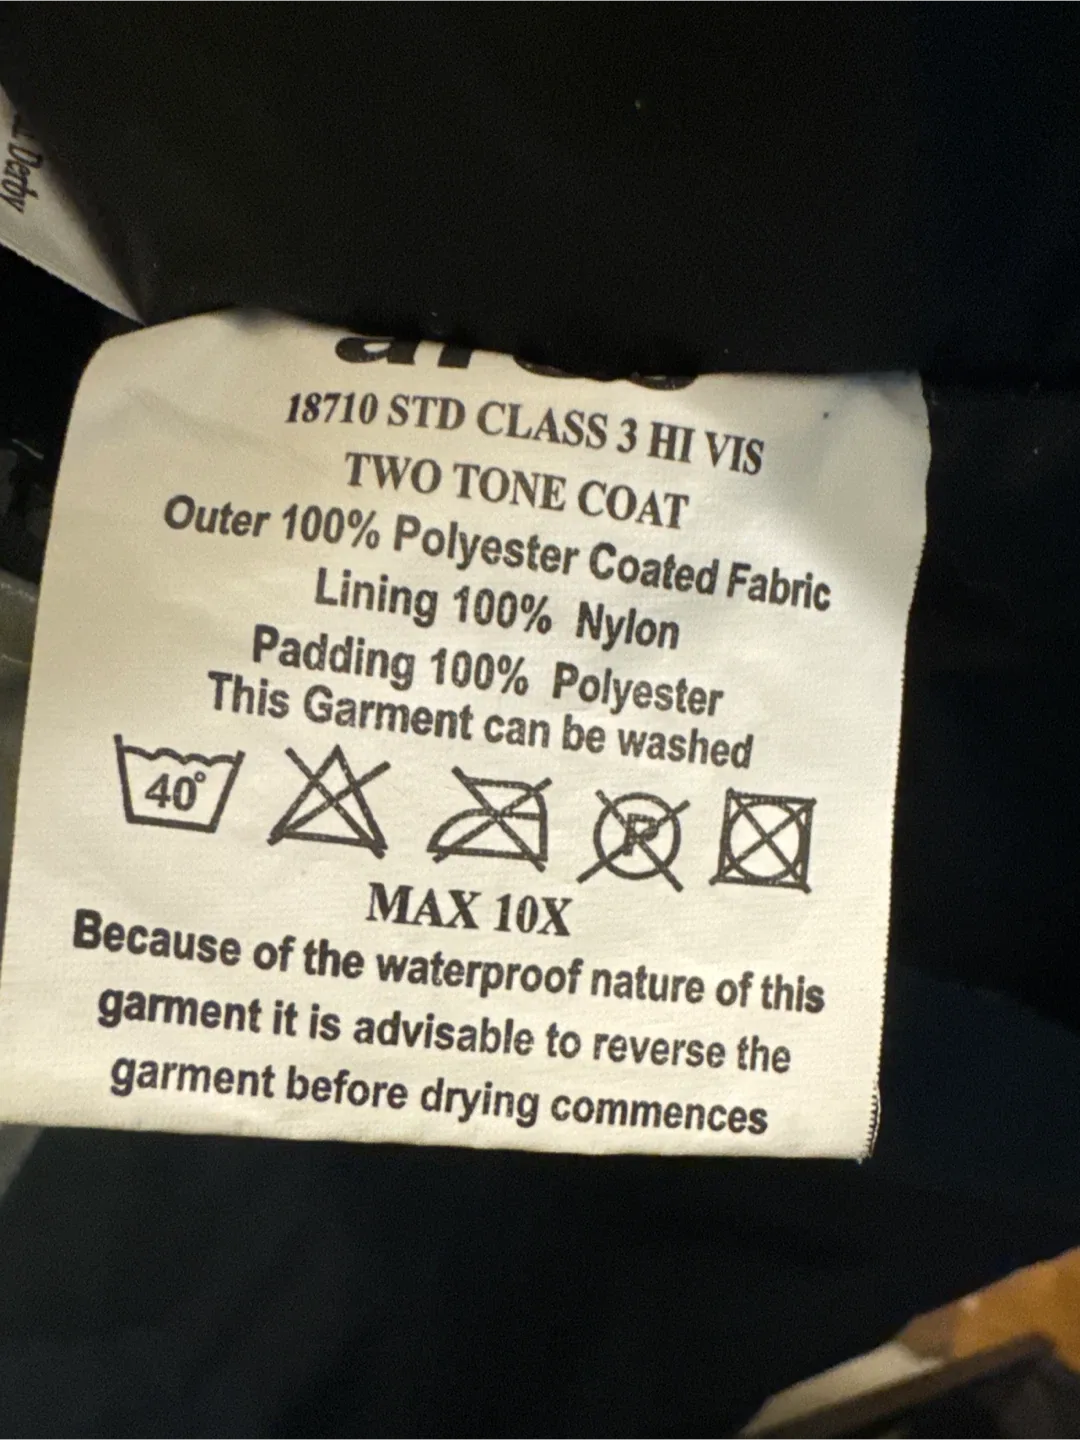 Derby
18710 STD CLASS 3 HI VIS
TWO TONE COAT
Outer 100% Polyester Coated Fabric
Lining 100% Nylon
Padding 100% Polyester
This Garment can be washed
40° P
MAX 10X
Because of the waterproof nature of this
garment it is advisable to reverse the
garment before drying commences